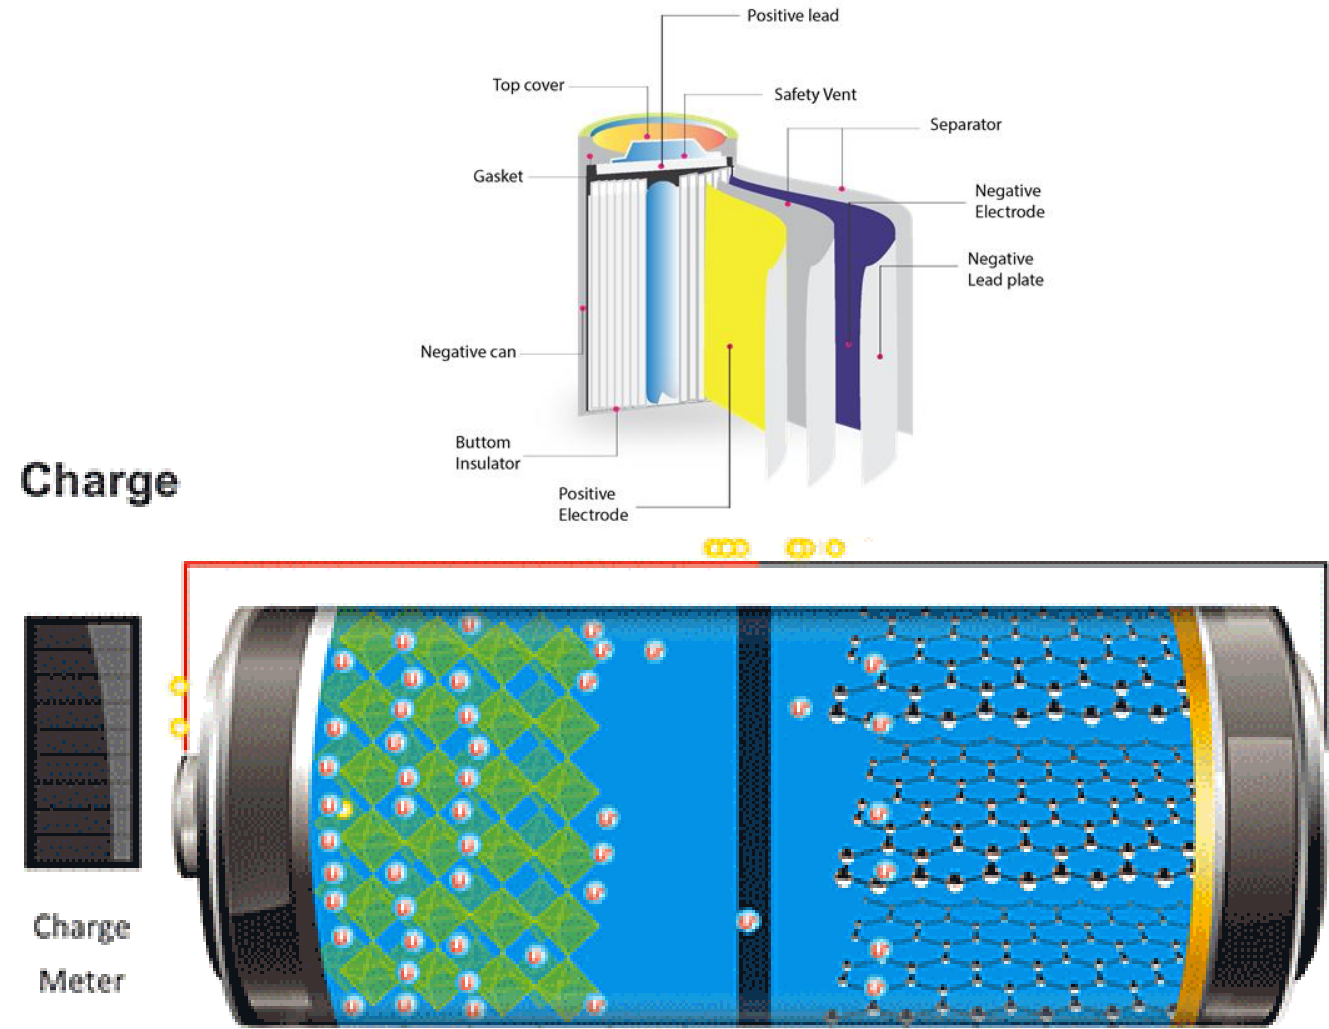 Positive lead
Top cover
Safety Vent
Separator
Gasket
Negative
Electrode
Negative
Lead plate
Negative can
Buttom
Insulator
Positive
Electrode
Charge
Charge
Meter